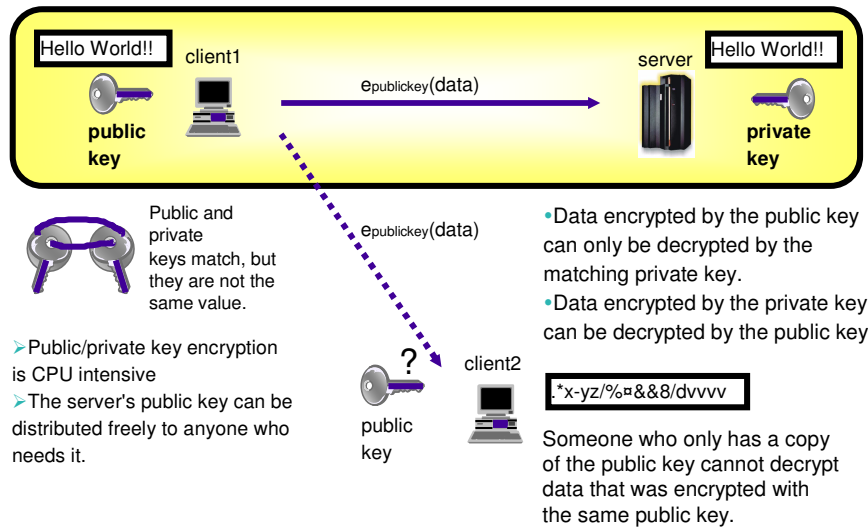 Hello World!!
client1
public
key
epublickey(data)
server
Hello World!!
private
key
Public and
private
keys match, but
they are not the
same value.
epublickey(data)
•Data encrypted by the public key
can only be decrypted by the
matching private key.
•Data encrypted by the private key
can be decrypted by the public key
➢Public/private key encryption
is CPU intensive
➢The server's public key can be
distributed freely to anyone who
needs it.
?
public
key
client2
.*x-yz/%¤&&8/dvvvv
Someone who only has a copy
of the public key cannot decrypt
data that was encrypted with
the same public key.